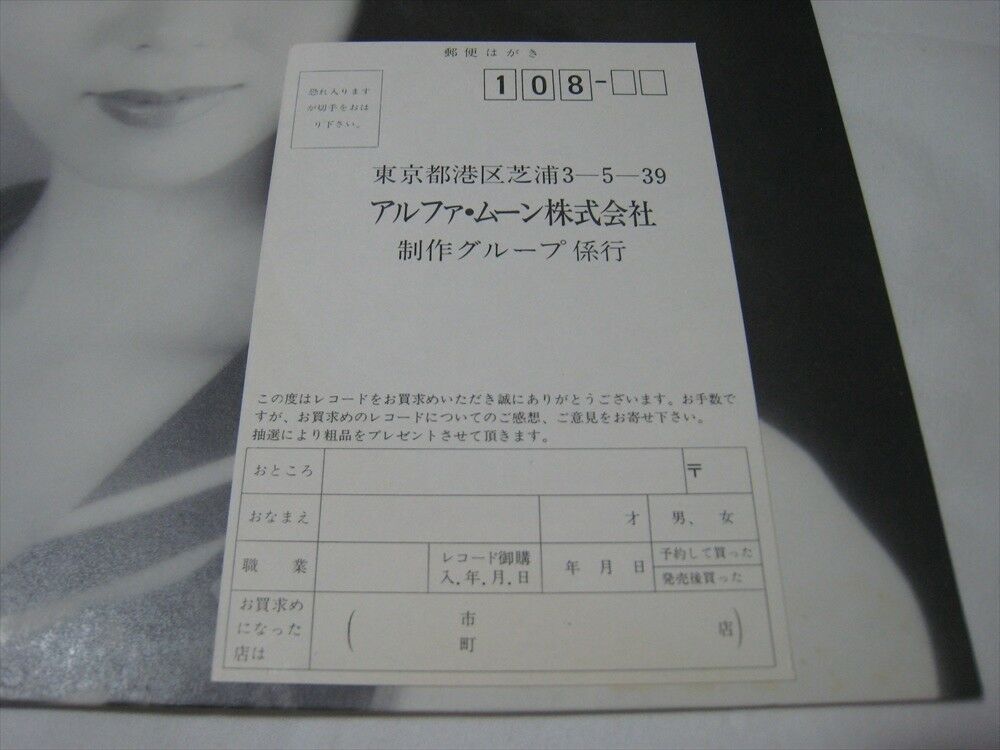 郵便はがき
恐れ入ります
が切手をおは
り下さい。
108-
東京都港区芝浦3—5—39
アルファ・ムーン株式会社
制作グループ係行
この度はレコードをお買求めいただき誠にありがとうございます。お手数で
すが、お買求めのレコードについてのご感想、ご意見をお寄せ下さい。
抽選により粗品をプレゼントさせて頂きます。
おところ 〒
おなまえ 才 男、 女
職 業 レコード御購入.年.月.日 年 月 日 予約して買った
発売後買った
お買求め
になった
店は
( 市 店)
町